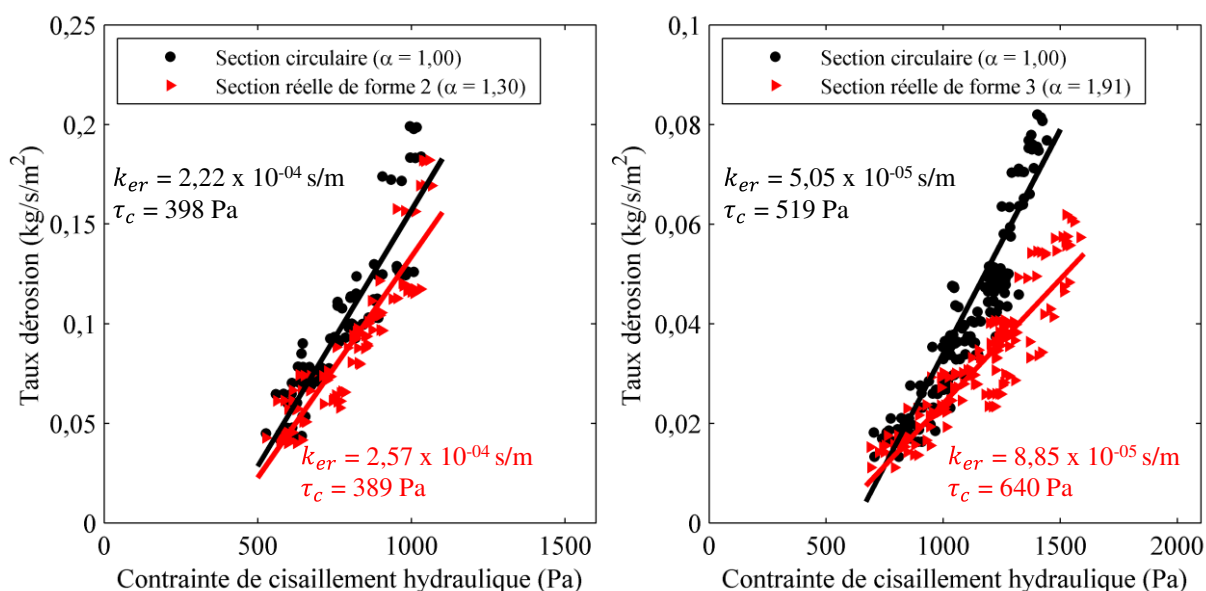 0,25
0,2
0,15
0,1
0,05
0
Taux dérosion (kg/s/m²)
Section circulaire (α = 1,00)
Section réelle de forme 2 (α = 1,30)
k_er = 2,22 x 10⁻⁰⁴ s/m
τ_c = 398 Pa
k_er = 2,57 x 10⁻⁰⁴ s/m
τ_c = 389 Pa
0 500 1000 1500
Contrainte de cisaillement hydraulique (Pa)
0,1
0,08
0,06
0,04
0,02
0
Taux dérosion (kg/s/m²)
Section circulaire (α = 1,00)
Section réelle de forme 3 (α = 1,91)
k_er = 5,05 x 10⁻⁰⁵ s/m
τ_c = 519 Pa
k_er = 8,85 x 10⁻⁰⁵ s/m
τ_c = 640 Pa
0 500 1000 1500 2000
Contrainte de cisaillement hydraulique (Pa)